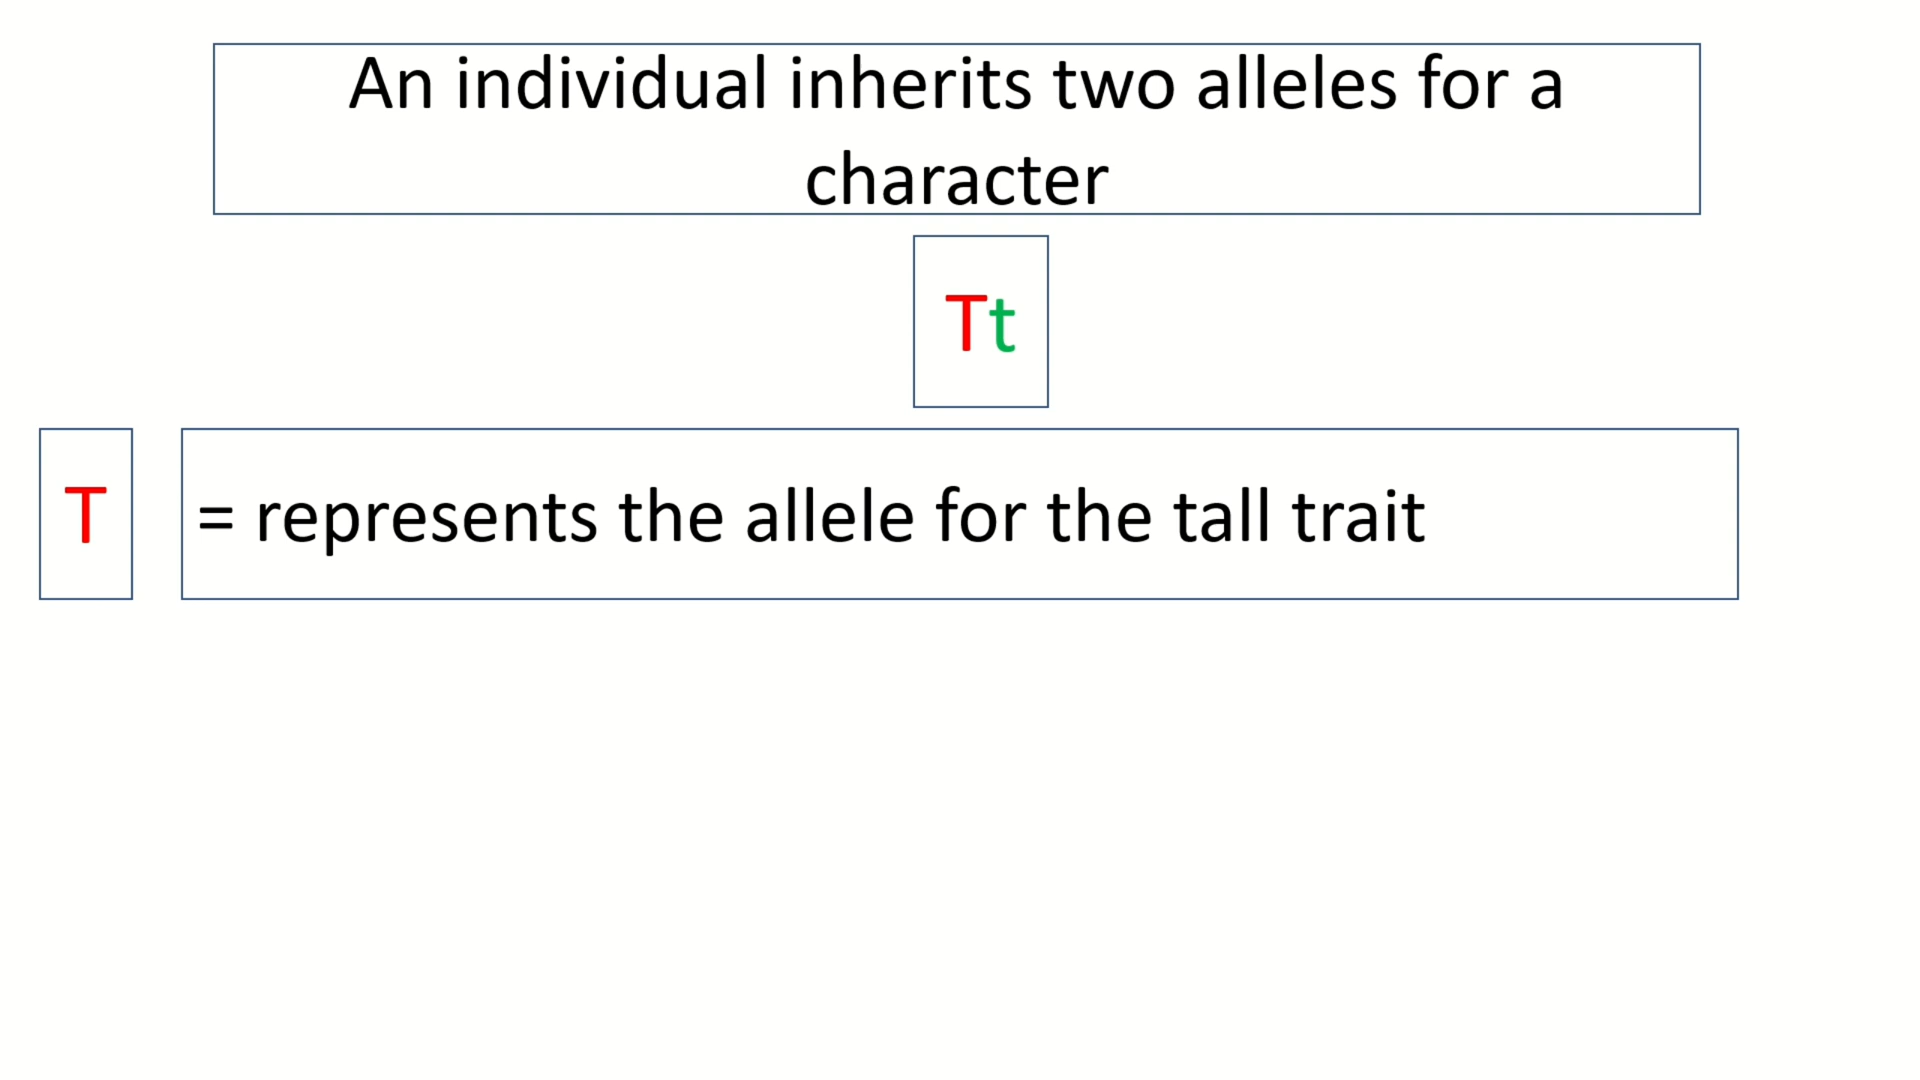 An individual inherits two alleles for a
character
Tt
T = represents the allele for the tall trait